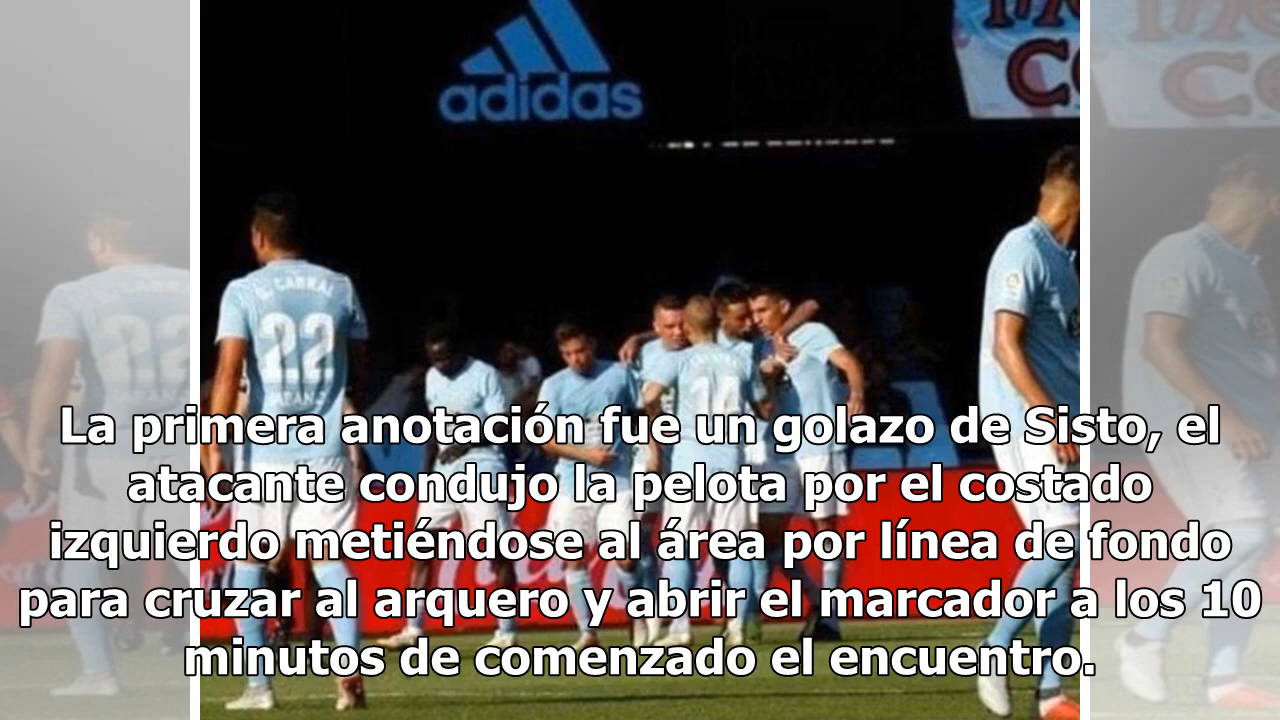 adidas
G. CABRAL
22
La primera anotación fue un golazo de Sisto, el
atacante condujo la pelota por el costado
izquierdo metiéndose al área por línea de fondo
para cruzar al arquero y abrir el marcador a los 10
minutos de comenzado el encuentro.